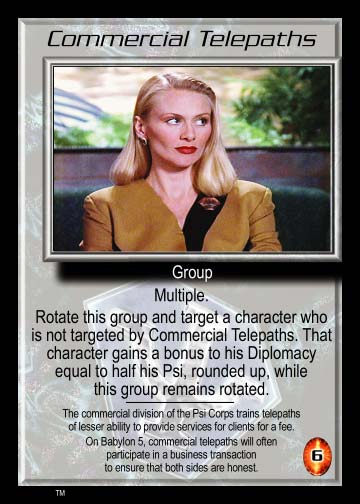 Commercial Telepaths
Group
Multiple.
Rotate this group and target a character who
is not targeted by Commercial Telepaths. That
character gains a bonus to his Diplomacy
equal to half his Psi, rounded up, while
this group remains rotated.
The commercial division of the Psi Corps trains telepaths
of lesser ability to provide services for clients for a fee.
On Babylon 5, commercial telepaths will often
participate in a business transaction
to ensure that both sides are honest.
6
TM